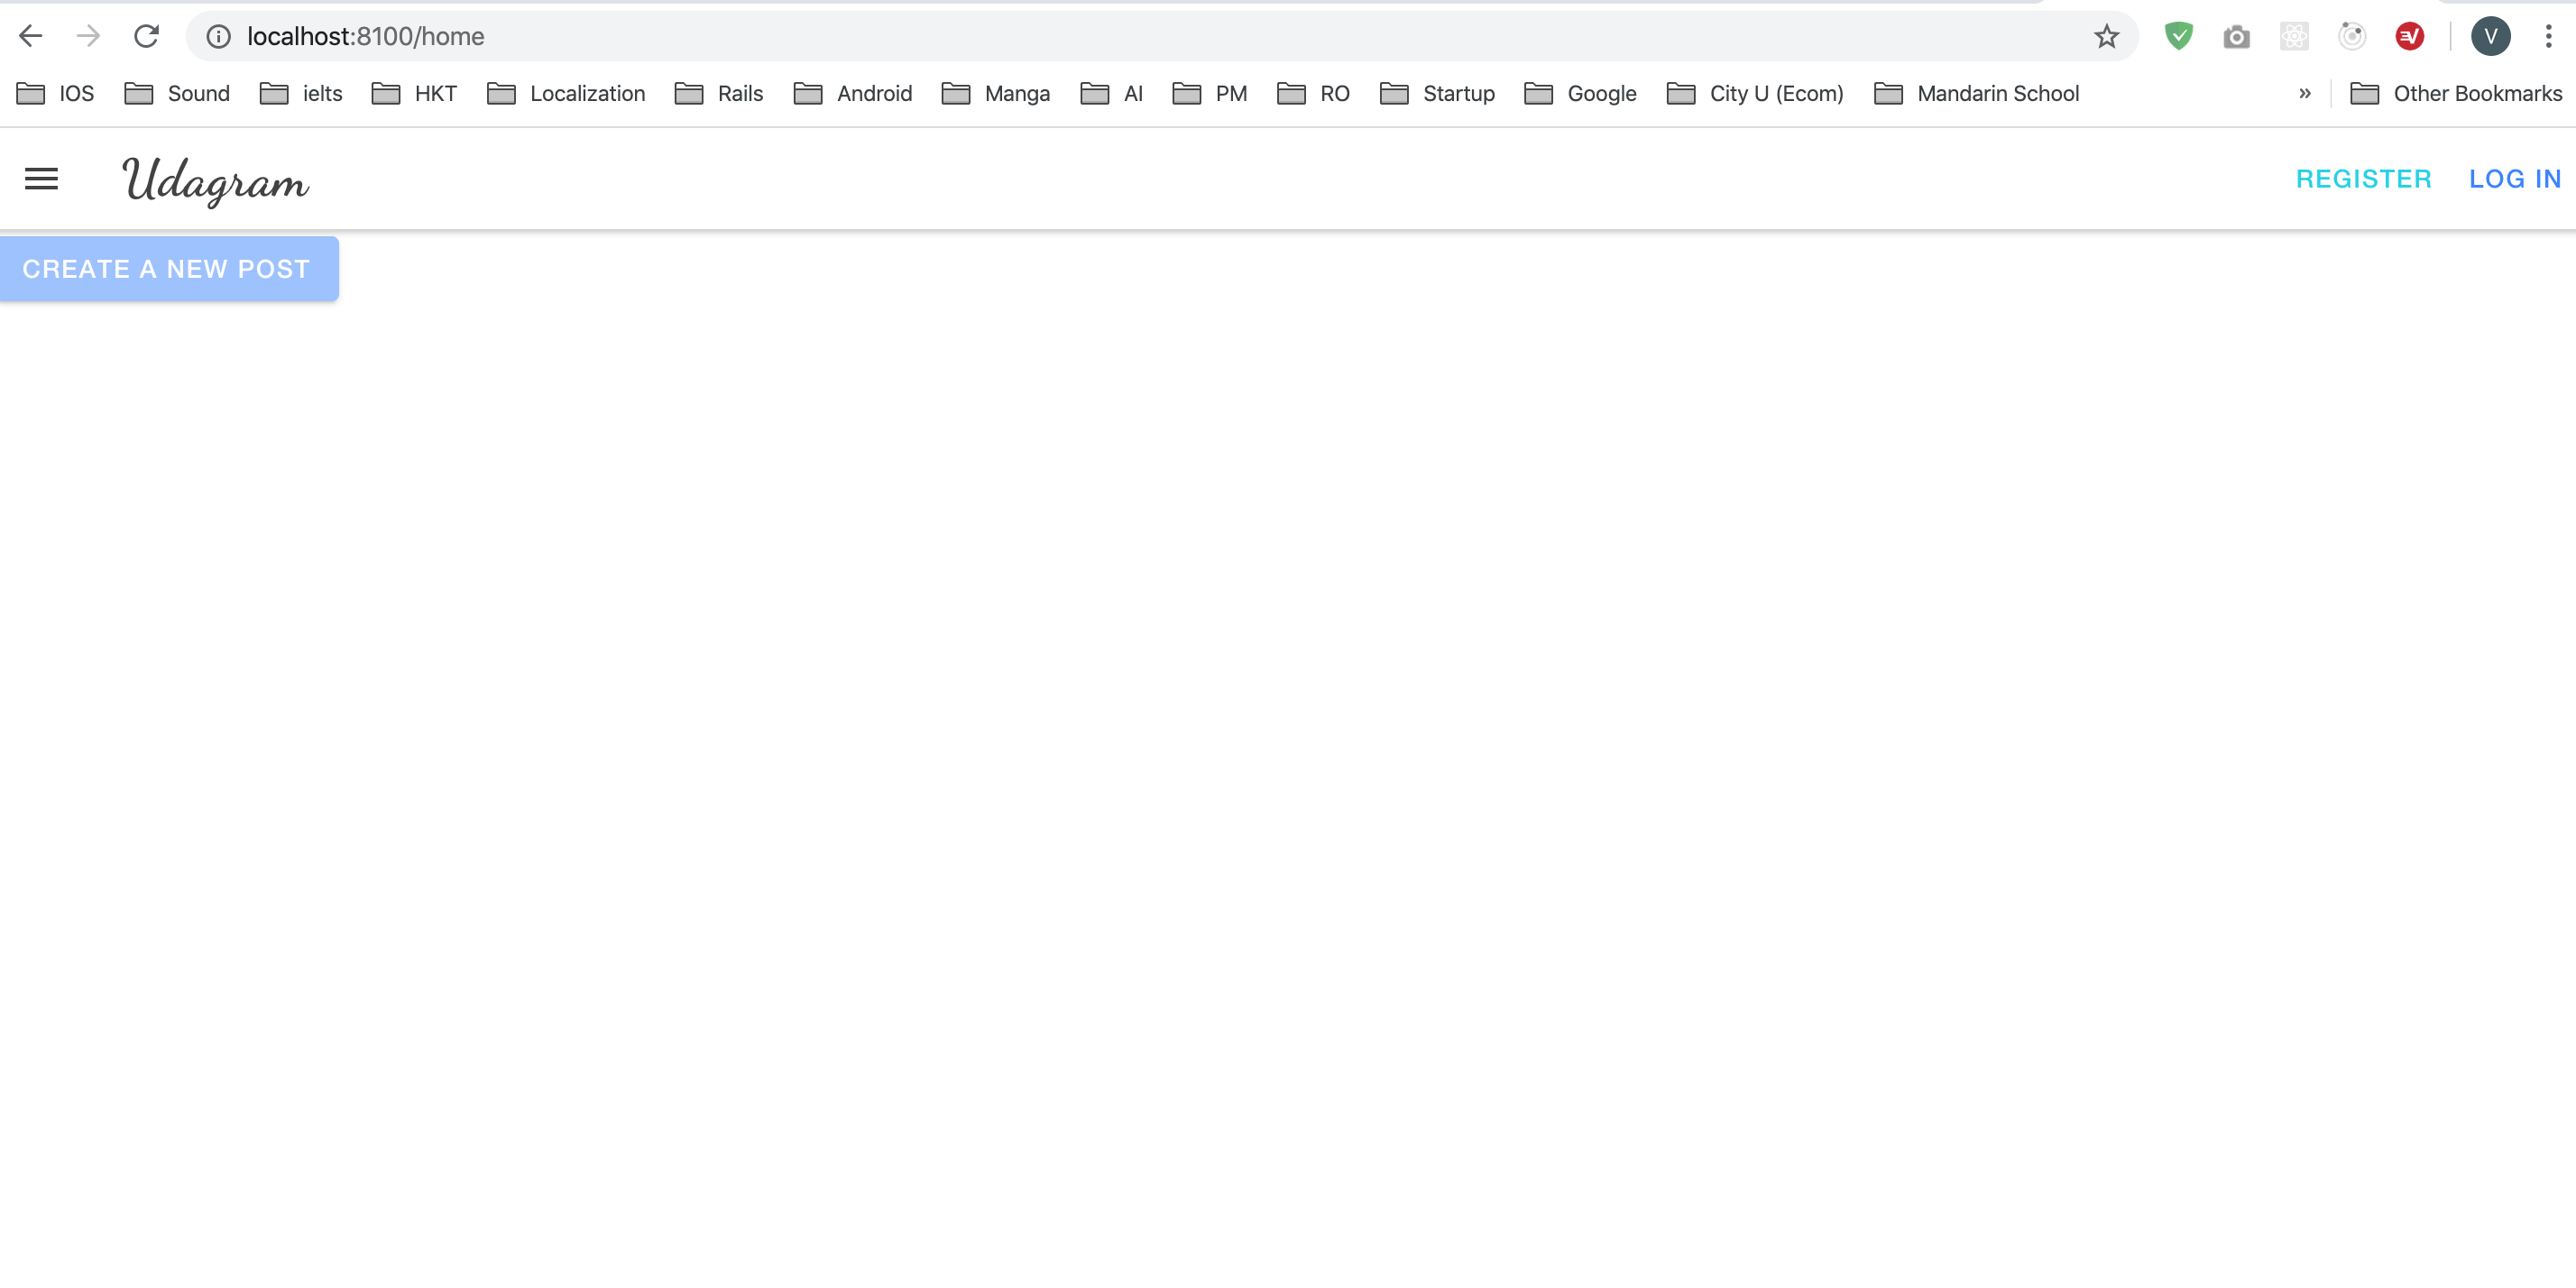 localhost:8100/home
V
IOS Sound ielts HKT Localization Rails Android Manga AI PM RO Startup Google City U (Ecom) Mandarin School » Other Bookmarks
Udagram REGISTER LOG IN
CREATE A NEW POST